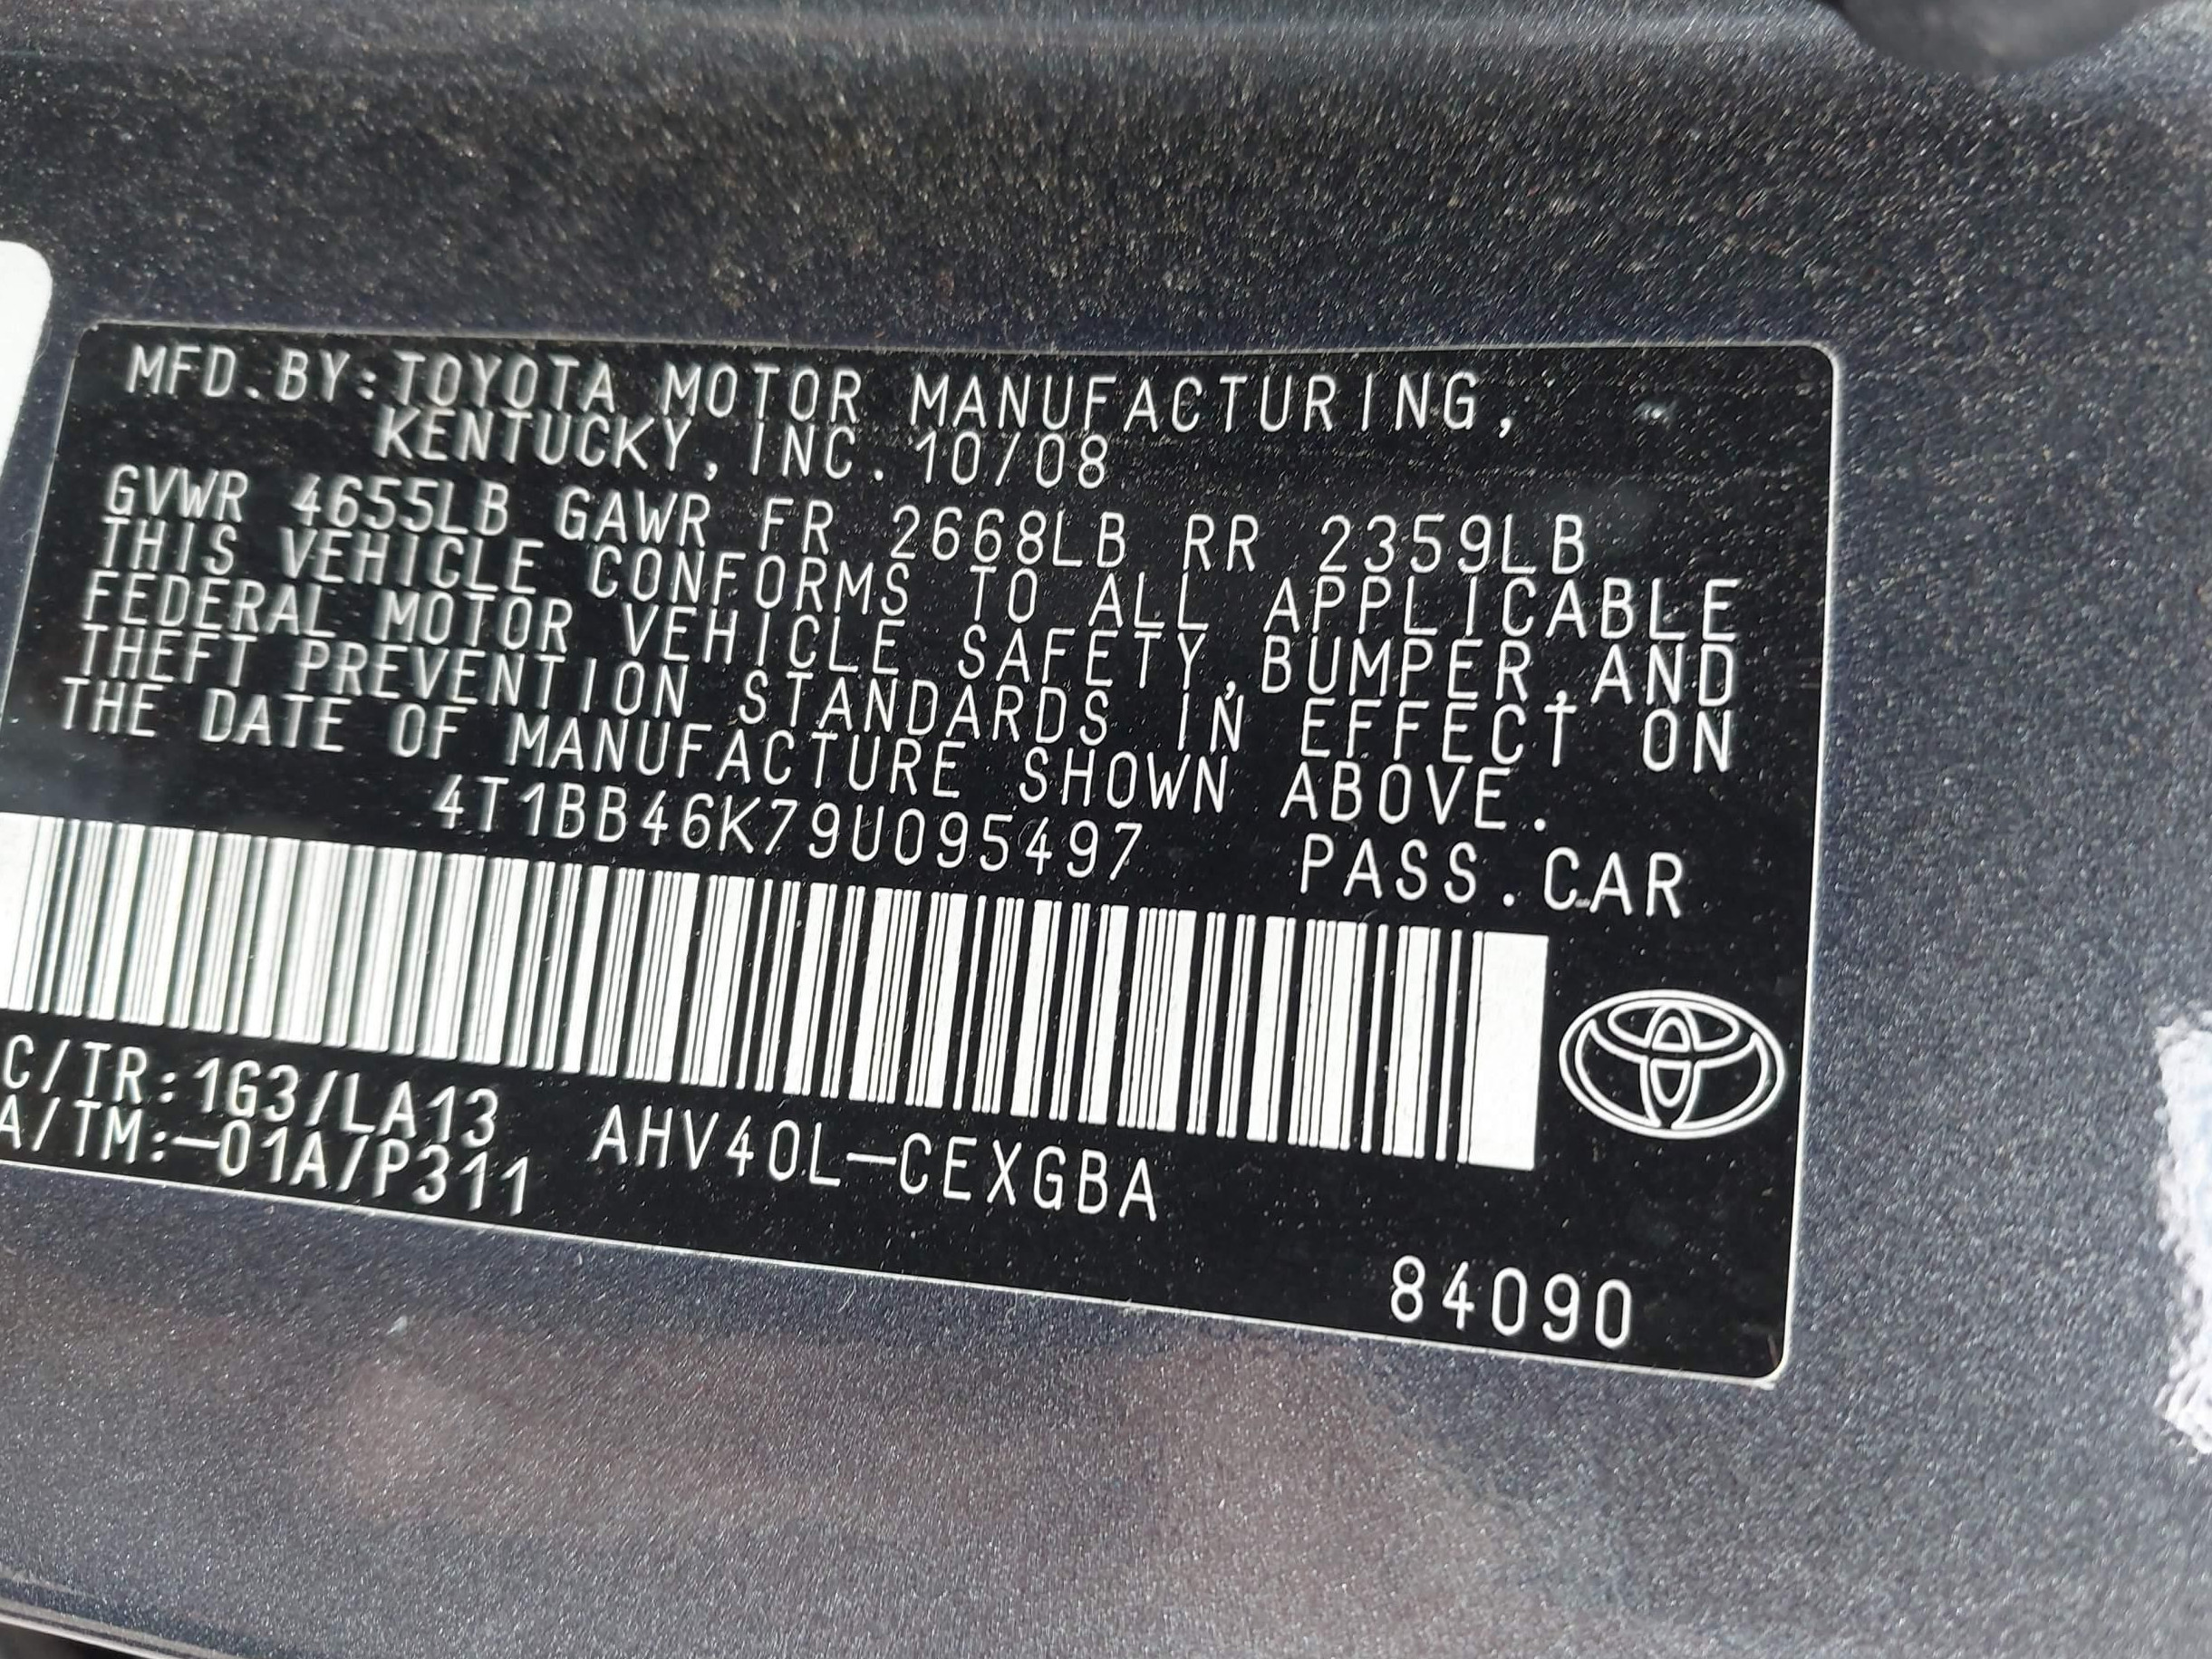 MFD.BY:TOYOTA MOTOR MANUFACTURING,
KENTUCKY, INC. 10/08
GVWR 4655LB GAWR FR 2668LB RR 2359LB
THIS VEHICLE CONFORMS TO ALL APPLICABLE
FEDERAL MOTOR VEHICLE SAFETY,BUMPER,AND
THEFT PREVENTION STANDARDS IN EFFECT ON
THE DATE OF MANUFACTURE SHOWN ABOVE.
4T1BB46K79U095497 PASS.CAR
C/TR:1G3/LA13 AHV40L-CEXGBA
A/TM:-01A/P311
84090